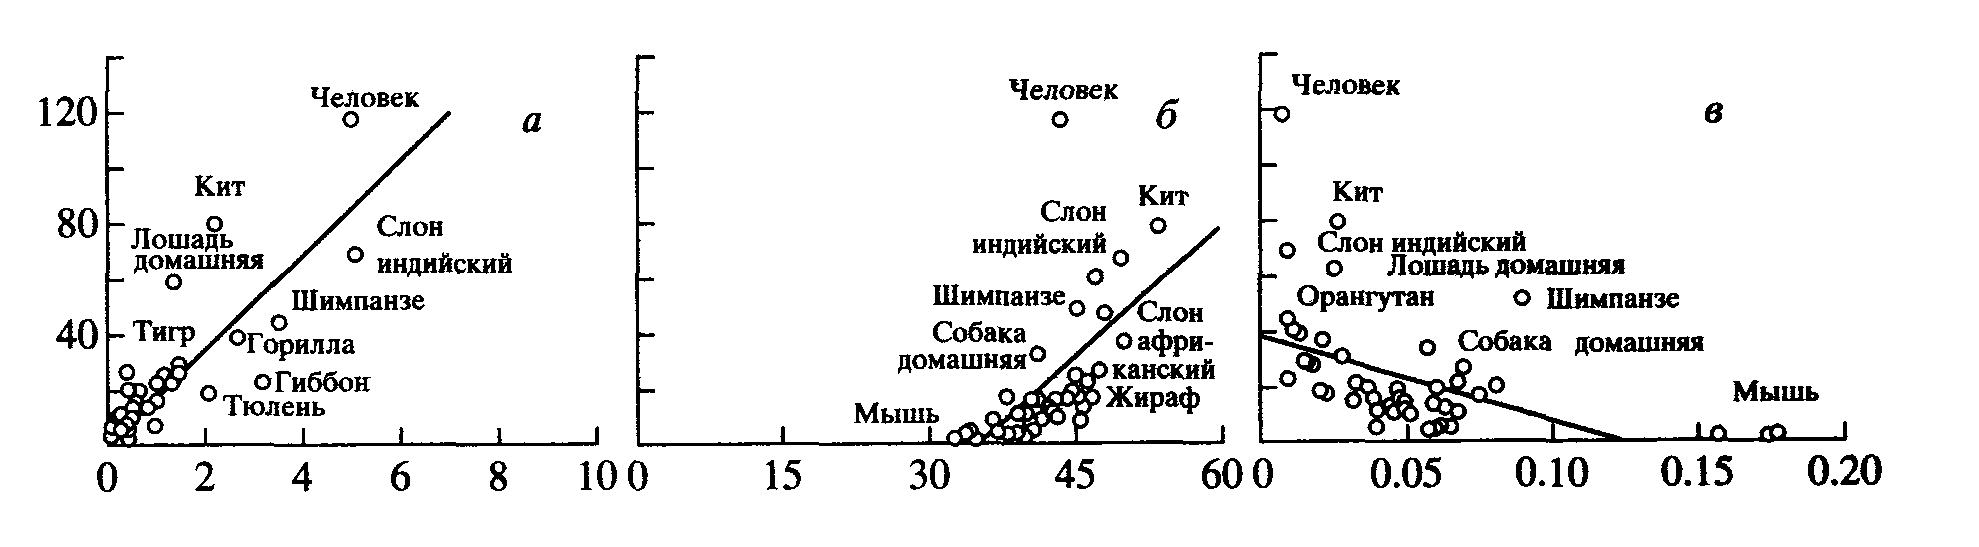 120
80
40
0
2
4
6
8
10
Человек
Кит
Лошадь
домашняя
Слон
индийский
Шимпанзе
Тигр
Горилла
Гиббон
Тюлень
а
0
15
30
45
60
Человек
Кит
Слон
индийский
Шимпанзе
Собака
домашняя
Слон
афри-
канский
Жираф
Мышь
б
0
0.05
0.10
0.15
0.20
Человек
Кит
Слон индийский
Лошадь домашняя
Орангутан
Шимпанзе
Собака домашняя
Мышь
в